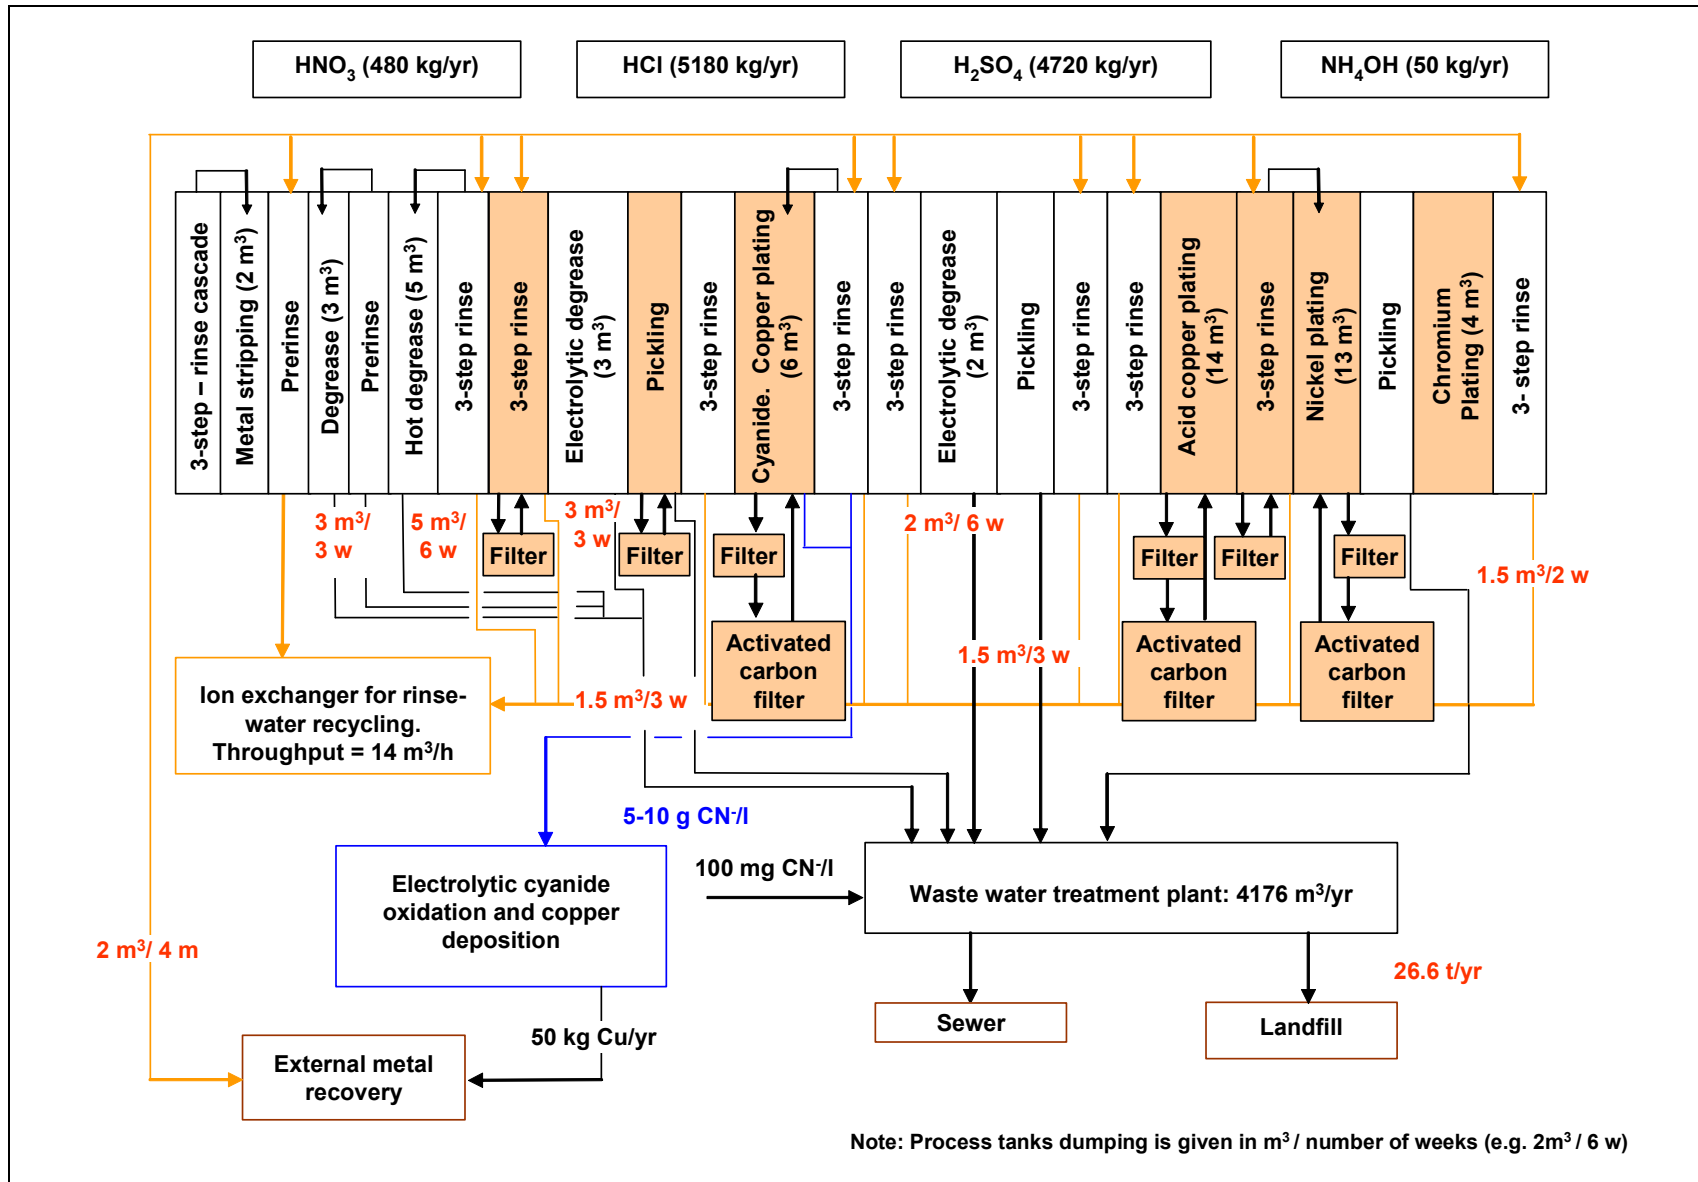 HNO3 (480 kg/yr)
HCl (5180 kg/yr)
H2SO4 (4720 kg/yr)
NH4OH (50 kg/yr)
3-step – rinse cascade
Metal stripping (2 m3)
Prerinse
Degrease (3 m3)
Prerinse
Hot degrease (5 m3)
3-step rinse
3-step rinse
Electrolytic degrease
(3 m3)
Pickling
3-step rinse
Cyanide. Copper plating
(6 m3)
3-step rinse
3-step rinse
Electrolytic degrease
(2 m3)
Pickling
3-step rinse
3-step rinse
Acid copper plating
(14 m3)
3-step rinse
Nickel plating
(13 m3)
Pickling
Chromium
Plating (4 m3)
3- step rinse
3 m3/
3 w
5 m3/
6 w
Filter
3 m3/
3 w
Filter
Filter
2 m3/ 6 w
Filter
Filter
Filter
1.5 m3/2 w
Activated
carbon
filter
1.5 m3/3 w
Activated
carbon
filter
Activated
carbon
filter
Ion exchanger for rinse-
water recycling.
Throughput = 14 m3/h
1.5 m3/3 w
5-10 g CN-/l
Electrolytic cyanide
oxidation and copper
deposition
100 mg CN-/l
Waste water treatment plant: 4176 m3/yr
2 m3/ 4 m
26.6 t/yr
Sewer
Landfill
50 kg Cu/yr
External metal
recovery
Note: Process tanks dumping is given in m3 / number of weeks (e.g. 2m3 / 6 w)